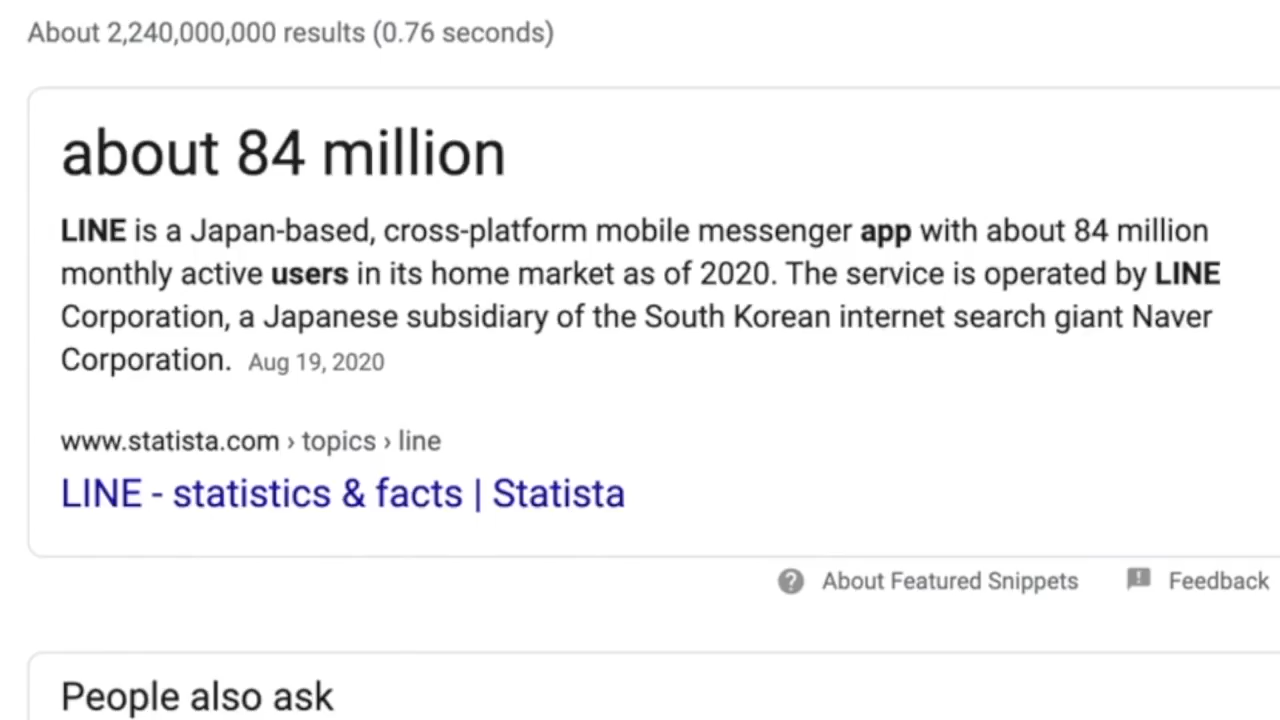 About 2,240,000,000 results (0.76 seconds)
about 84 million
LINE is a Japan-based, cross-platform mobile messenger app with about 84 million
monthly active users in its home market as of 2020. The service is operated by LINE
Corporation, a Japanese subsidiary of the South Korean internet search giant Naver
Corporation. Aug 19, 2020
www.statista.com › topics › line
LINE - statistics & facts | Statista
About Featured Snippets Feedback
People also ask